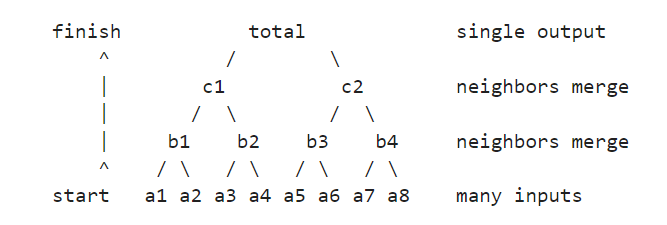 finish          total            single output
    ^         /        \
    |       c1          c2       neighbors merge
    |      /  \        /  \
    |    b1    b2    b3    b4    neighbors merge
    ^   / \   / \   / \   / \
start  a1 a2 a3 a4 a5 a6 a7 a8   many inputs